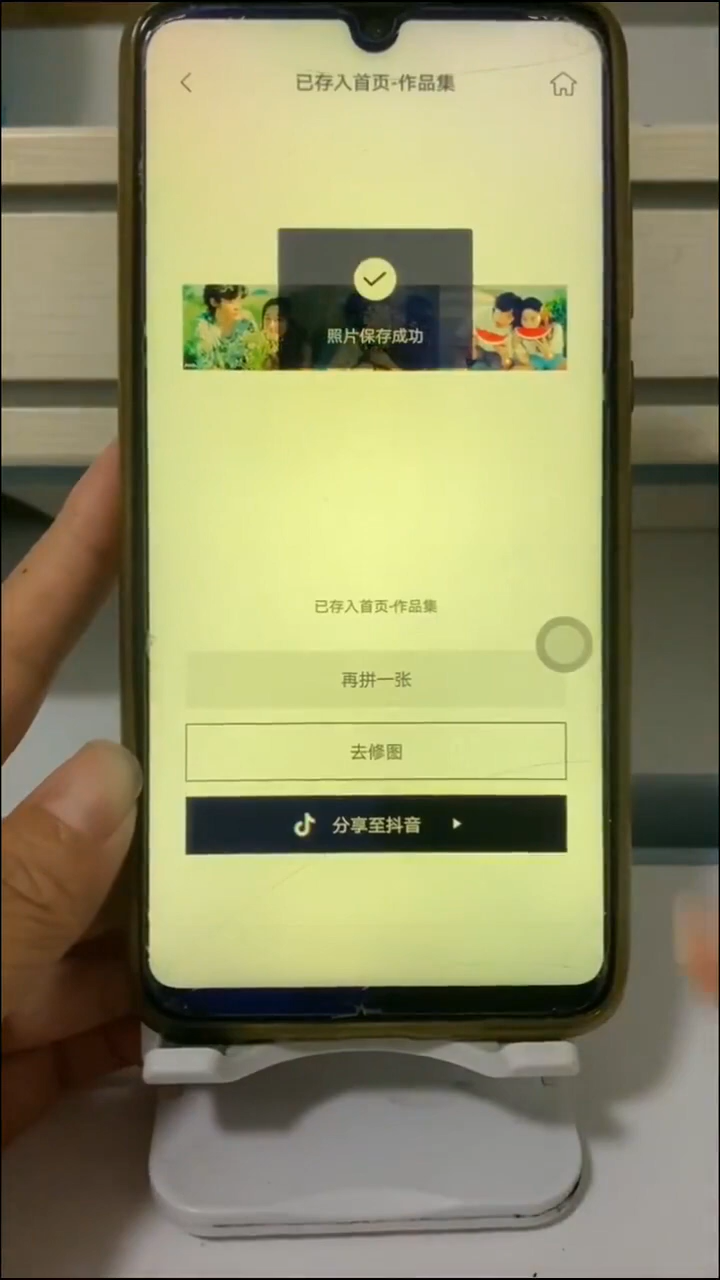 已存入首页-作品集
照片保存成功
已存入首页-作品集
再拼一张
去修图
分享至抖音